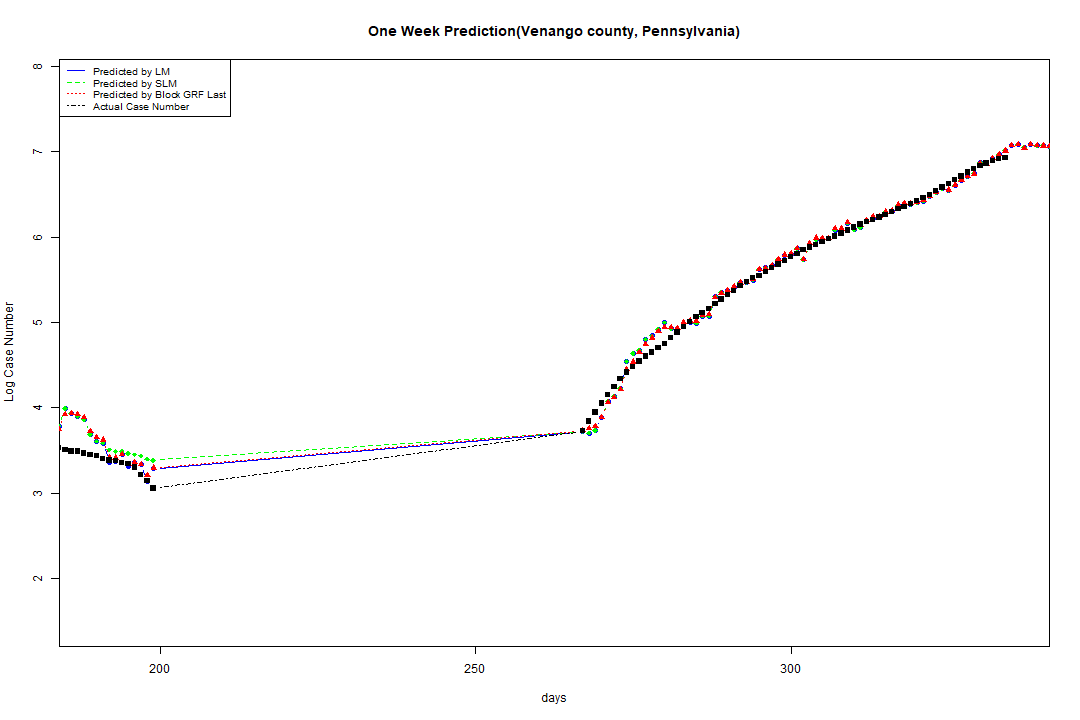 One Week Prediction(Venango county, Pennsylvania)
Predicted by LM
Predicted by SLM
Predicted by Block GRF Last
Actual Case Number
8
7
6
5
4
3
2
Log Case Number
200 250 300
days